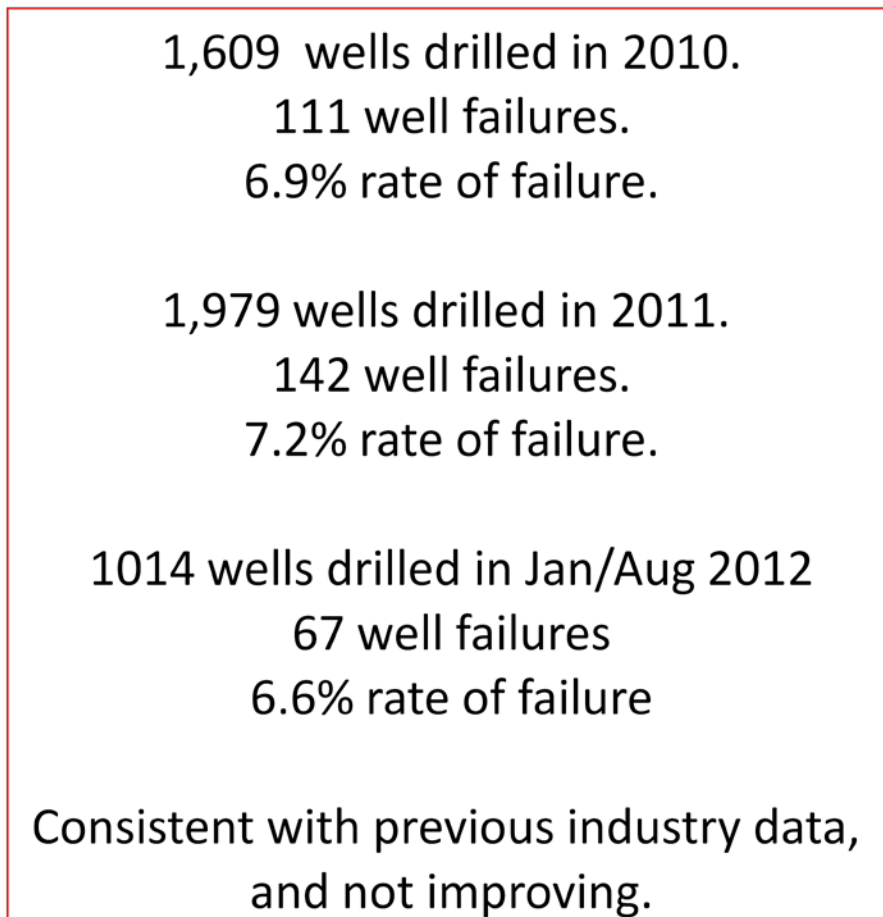 1,609 wells drilled in 2010.
111 well failures.
6.9% rate of failure.
1,979 wells drilled in 2011.
142 well failures.
7.2% rate of failure.
1014 wells drilled in Jan/Aug 2012
67 well failures
6.6% rate of failure
Consistent with previous industry data,
and not improving.